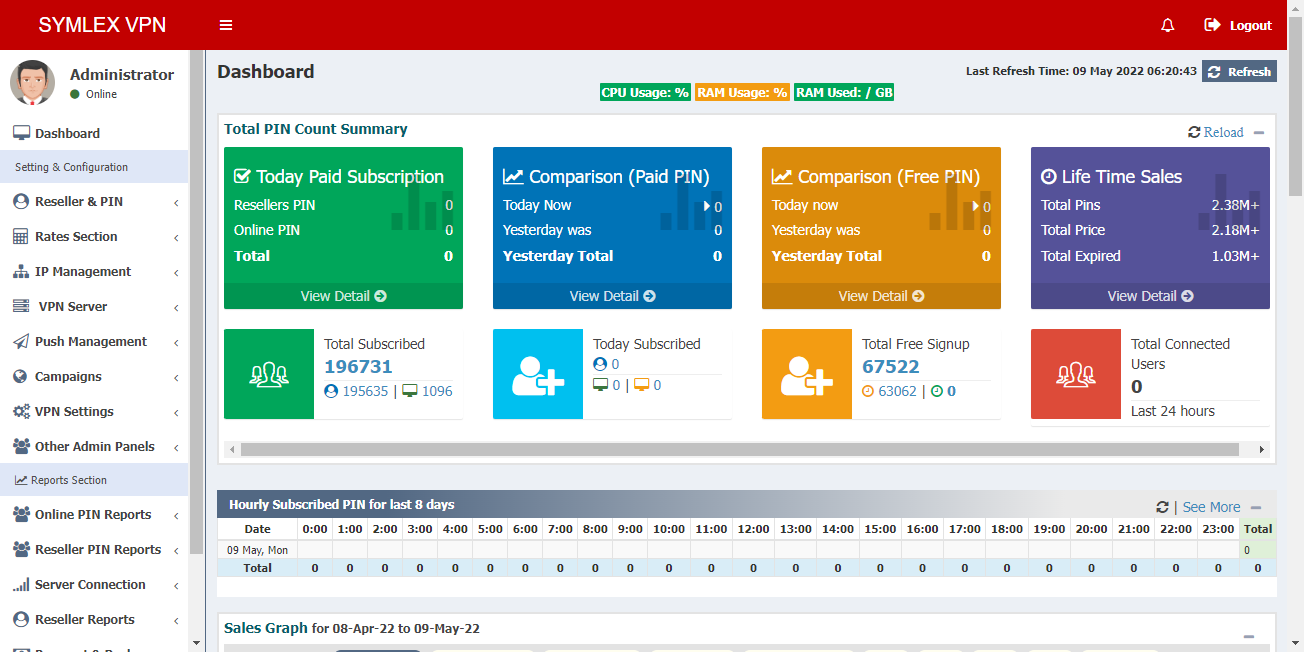 SYMLEX VPN
Logout
Administrator
Online
Dashboard
Setting & Configuration
Reseller & PIN
Rates Section
IP Management
VPN Server
Push Management
Campaigns
VPN Settings
Other Admin Panels
Reports Section
Online PIN Reports
Reseller PIN Reports
Server Connection
Reseller Reports
Dashboard
Last Refresh Time: 09 May 2022 06:20:43 Refresh
CPU Usage: % RAM Usage: % RAM Used: / GB
Total PIN Count Summary
Reload
Today Paid Subscription
Resellers PIN 0
Online PIN 0
Total 0
View Detail
Comparison (Paid PIN)
Today Now 0
Yesterday was 0
Yesterday Total 0
View Detail
Comparison (Free PIN)
Today now 0
Yesterday was 0
Yesterday Total 0
View Detail
Life Time Sales
Total Pins 2.38M+
Total Price 2.18M+
Total Expired 1.03M+
View Detail
Total Subscribed
196731
195635 | 1096
Today Subscribed
0
0 | 0
Total Free Signup
67522
63062 | 0
Total Connected
Users
0
Last 24 hours
Hourly Subscribed PIN for last 8 days
| See More
Date 0:00 1:00 2:00 3:00 4:00 5:00 6:00 7:00 8:00 9:00 10:00 11:00 12:00 13:00 14:00 15:00 16:00 17:00 18:00 19:00 20:00 21:00 22:00 23:00 Total
09 May, Mon 0
Total 0 0 0 0 0 0 0 0 0 0 0 0 0 0 0 0 0 0 0 0 0 0 0 0 0
Sales Graph for 08-Apr-22 to 09-May-22